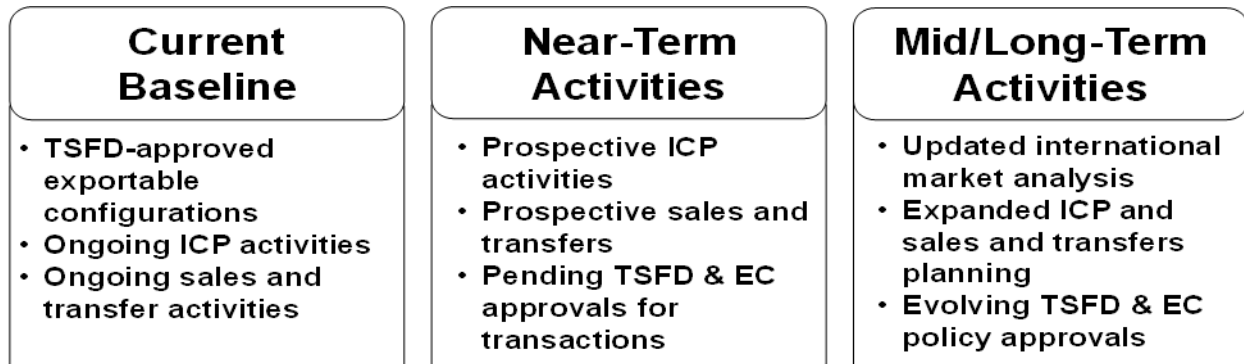 Current
Baseline
• TSFD-approved
exportable
configurations
• Ongoing ICP activities
• Ongoing sales and
transfer activities
Near-Term
Activities
• Prospective ICP
activities
• Prospective sales and
transfers
• Pending TSFD & EC
approvals for
transactions
Mid/Long-Term
Activities
• Updated international
market analysis
• Expanded ICP and
sales and transfers
planning
• Evolving TSFD & EC
policy approvals